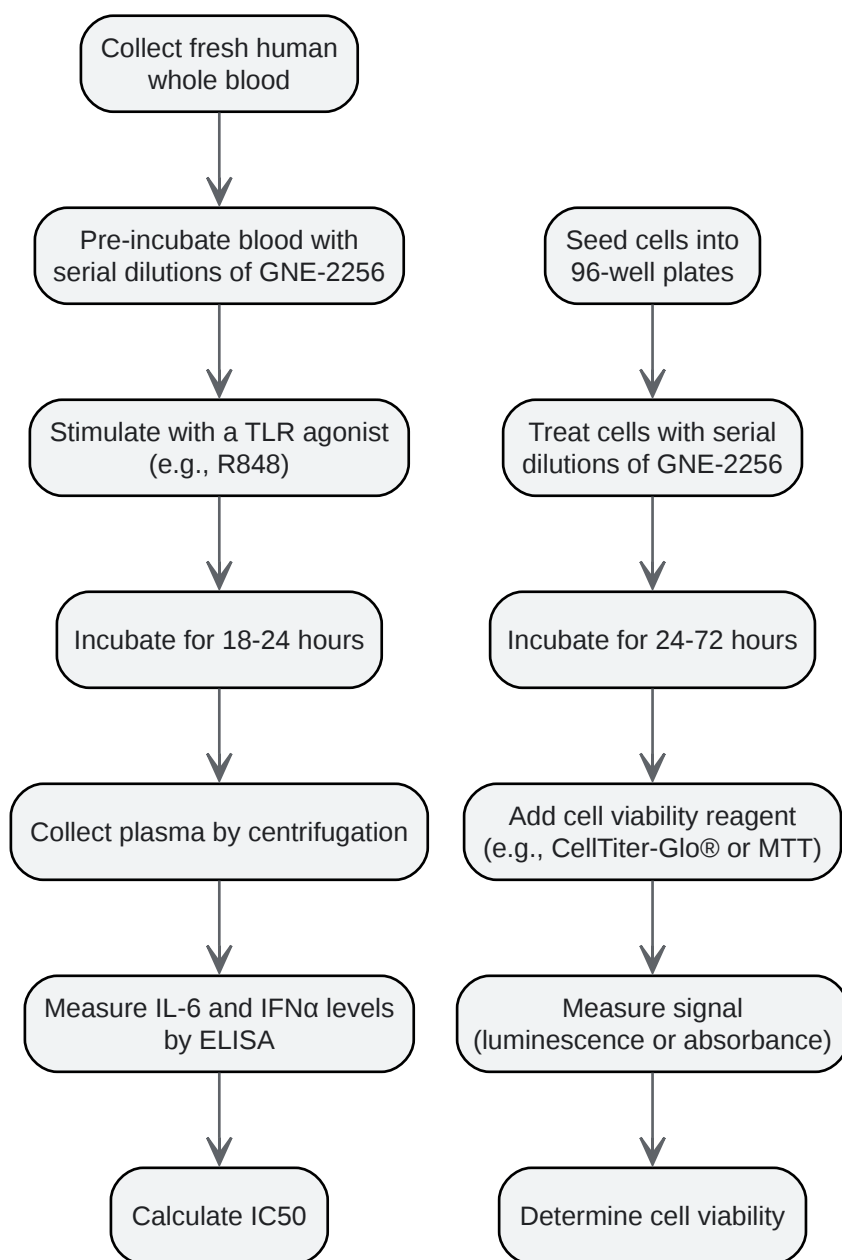 Collect fresh human
whole blood
Pre-incubate blood with
serial dilutions of GNE-2256
Stimulate with a TLR agonist
(e.g., R848)
Incubate for 18-24 hours
Collect plasma by centrifugation
Measure IL-6 and IFNα levels
by ELISA
Calculate IC50
Seed cells into
96-well plates
Treat cells with serial
dilutions of GNE-2256
Incubate for 24-72 hours
Add cell viability reagent
(e.g., CellTiter-Glo® or MTT)
Measure signal
(luminescence or absorbance)
Determine cell viability